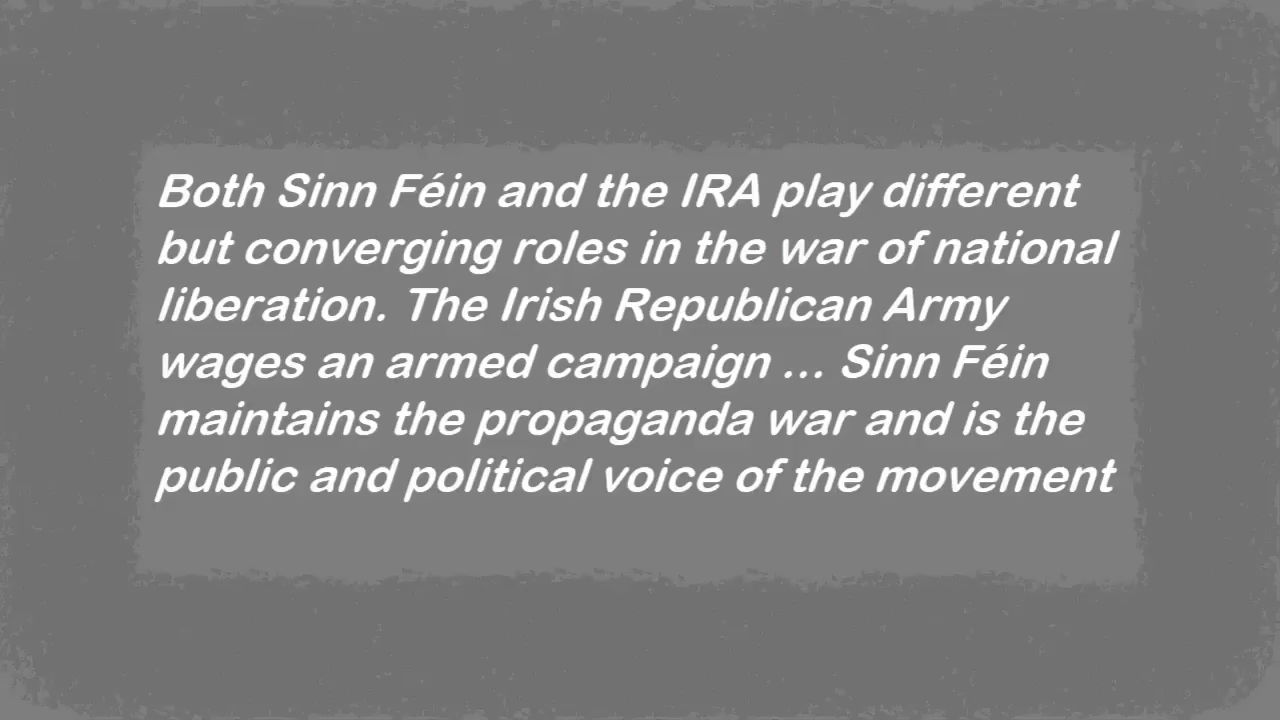 Both Sinn Féin and the IRA play different
but converging roles in the war of national
liberation. The Irish Republican Army
wages an armed campaign ... Sinn Féin
maintains the propaganda war and is the
public and political voice of the movement